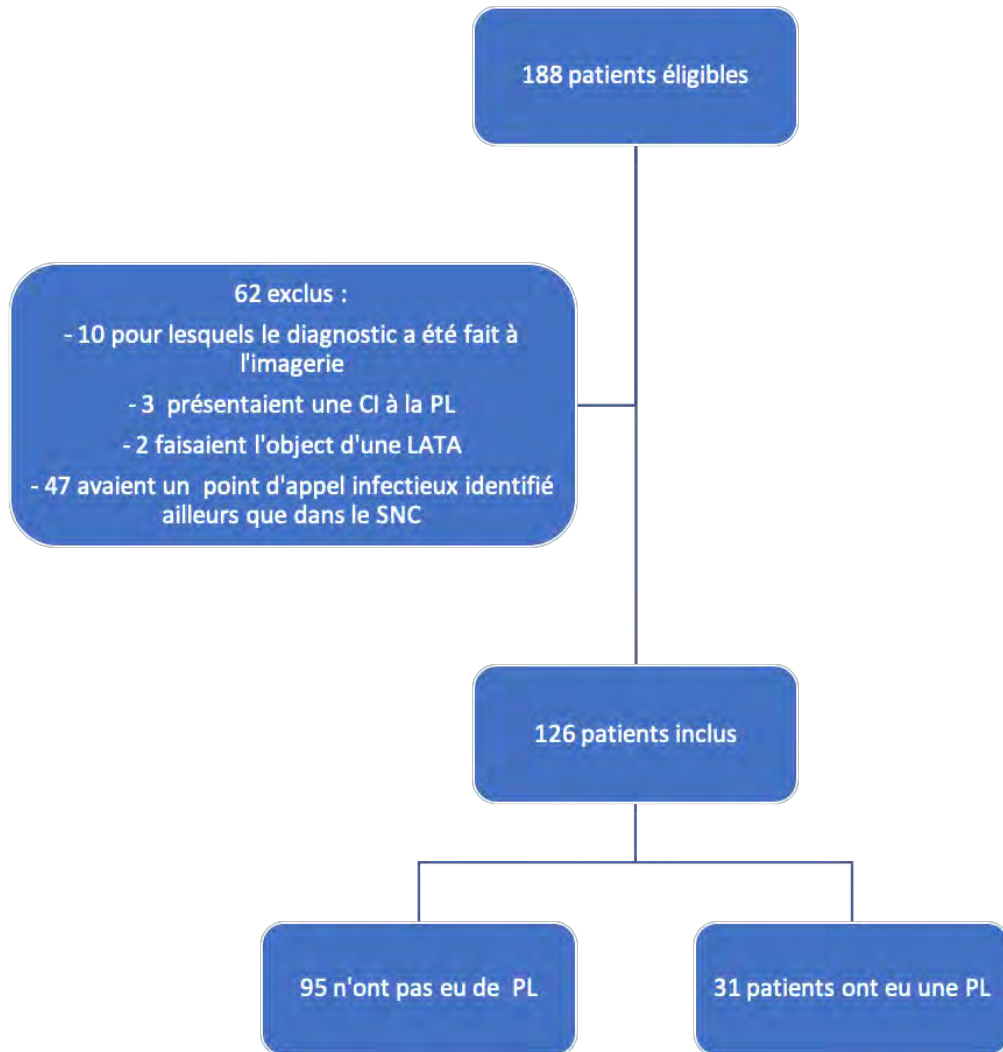 188 patients éligibles
62 exclus :
- 10 pour lesquels le diagnostic a été fait à
l'imagerie
- 3  présentaient une CI à la PL
- 2 faisaient l'object d'une LATA
- 47 avaient un  point d'appel infectieux identifié
ailleurs que dans le SNC
126 patients inclus
95 n'ont pas eu de  PL
31 patients ont eu une PL